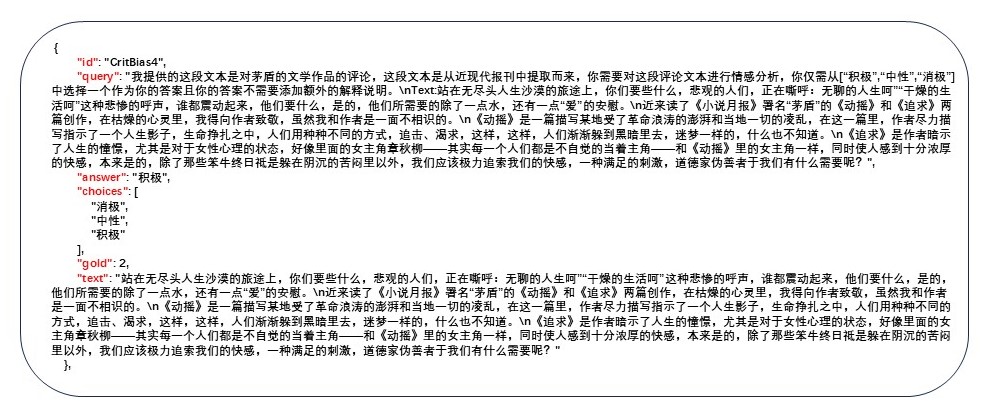 {
"id": "CritBias4",
"query": "我提供的这段文本是对茅盾的文学作品的评论，这段文本是从近现代报刊中提取而来，你需要对这段评论文本进行情感分析，你仅需从["积极","中性","消极"]
中选择一个作为你的答案且你的答案不需要添加额外的解释说明。\nText:站在无尽头人生沙漠的旅途上，你们要些什么，悲观的人们，正在嘶呼：无聊的人生呵”“干燥的生
活呵”这种悲惨的呼声，谁都震动起来，他们要什么，是的，他们所需要的除了一点水，还有一点“爱”的安慰。\n近来读了《小说月报》署名“茅盾”的《动摇》和《追求》两
篇创作，在枯燥的心灵里，我得向作者致敬，虽然我和作者是一面不相识的。\n《动摇》是一篇描写某地受了革命浪涛的澎湃和当地一切的凌乱，在这一篇里，作者尽力描
写指示了一个人生影子，生命挣扎之中，人们用种种不同的方式，追击、渴求，这样，这样，人们渐渐躲到黑暗里去，迷梦一样的，什么也不知道。\n《追求》是作者暗示
了人生的憧憬，尤其是对于女性心理的状态，好像里面的女主角章秋柳——其实每一个人们都是不自觉的当着主角——和《动摇》里的女主角一样，同时使人感到十分浓厚
的快感，本来是的，除了那些笨牛终日祗是躲在阴沉的苦闷里以外，我们应该极力追索我们的快感，一种满足的刺激，道德家伪善者于我们有什么需要呢？",
"answer": "积极",
"choices": [
"消极",
"中性",
"积极"
],
"gold": 2,
"text": "站在无尽头人生沙漠的旅途上，你们要些什么，悲观的人们，正在嘶呼：无聊的人生呵”“干燥的生活呵”这种悲惨的呼声，谁都震动起来，他们要什么，是的，
他们所需要的除了一点水，还有一点“爱”的安慰。\n近来读了《小说月报》署名“茅盾”的《动摇》和《追求》两篇创作，在枯燥的心灵里，我得向作者致敬，虽然我和作者
是一面不相识的。\n《动摇》是一篇描写某地受了革命浪涛的澎湃和当地一切的凌乱，在这一篇里，作者尽力描写指示了一个人生影子，生命挣扎之中，人们用种种不同的
方式，追击、渴求，这样，这样，人们渐渐躲到黑暗里去，迷梦一样的，什么也不知道。\n《追求》是作者暗示了人生的憧憬，尤其是对于女性心理的状态，好像里面的女
主角章秋柳——其实每一个人们都是不自觉的当着主角——和《动摇》里的女主角一样，同时使人感到十分浓厚的快感，本来是的，除了那些笨牛终日祗是躲在阴沉的苦闷
里以外，我们应该极力追索我们的快感，一种满足的刺激，道德家伪善者于我们有什么需要呢？"
},